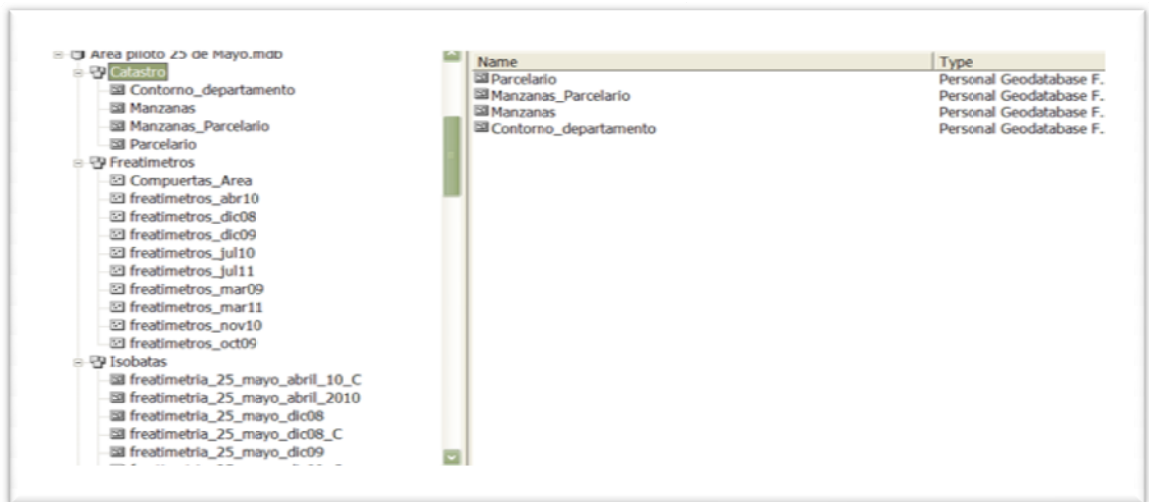 Area piloto 25 de Mayo.mdb
Catastro
Contorno_departamento
Manzanas
Manzanas_Parcelario
Parcelario
Freatimetros
Compuertas_Area
freatimetros_abr10
freatimetros_dic08
freatimetros_dic09
freatimetros_jul10
freatimetros_jul11
freatimetros_mar09
freatimetros_mar11
freatimetros_nov10
freatimetros_oct09
Isobatas
freatimetria_25_mayo_abril_10_C
freatimetria_25_mayo_abril_2010
freatimetria_25_mayo_dic08
freatimetria_25_mayo_dic08_C
freatimetria_25_mayo_dic09
Name Type
Parcelario Personal Geodatabase F..
Manzanas_Parcelario Personal Geodatabase F..
Manzanas Personal Geodatabase F..
Contorno_departamento Personal Geodatabase F..